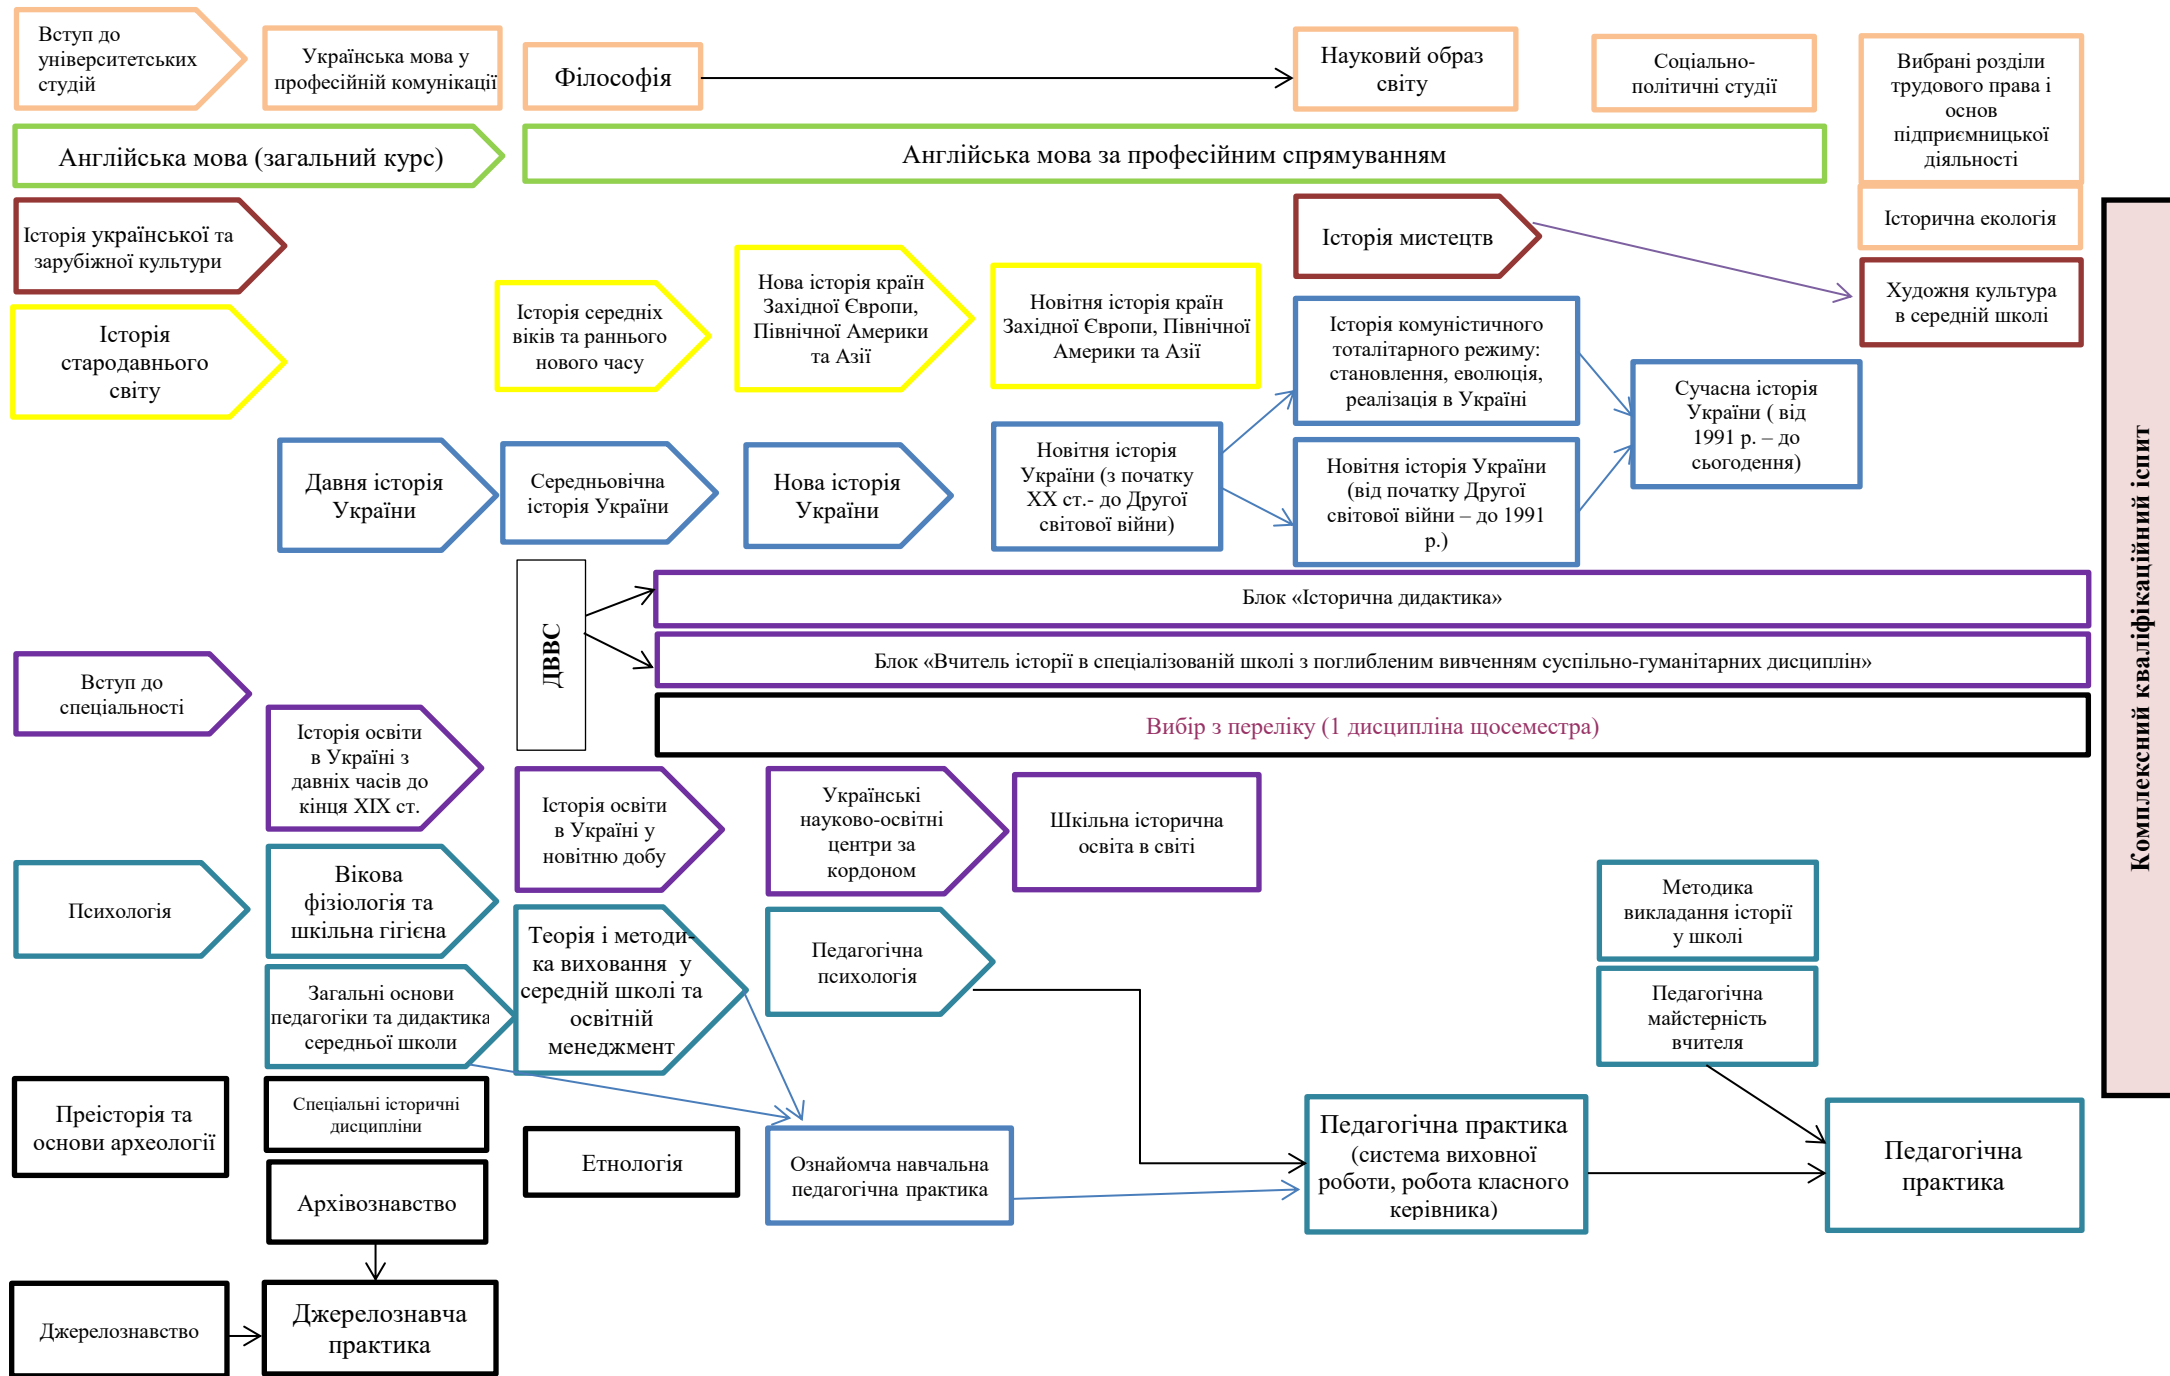 Вступ до
університетських
студій
Українська мова у
професійній комунікації
Філософія
Науковий образ
світу
Соціально-
політичні студії
Вибрані розділи
трудового права і
основ
підприємницької
діяльності
Англійська мова (загальний курс)
Англійська мова за професійним спрямуванням
Історична екологія
Історія української та
зарубіжної культури
Історія мистецтв
Художня культура
в середній школі
Історія
стародавнього
світу
Історія середніх
віків та раннього
нового часу
Нова історія країн
Західної Європи,
Північної Америки
та Азії
Новітня історія країн
Західної Європи, Північної
Америки та Азії
Історія комуністичного
тоталітарного режиму:
становлення, еволюція,
реалізація в Україні
Сучасна історія
України ( від
1991 р. – до
сьогодення)
Давня історія
України
Середньовічна
історія України
Нова історія
України
Новітня історія
України (з початку
ХХ ст.- до Другої
світової війни)
Новітня історія України
(від початку Другої
світової війни – до 1991
р.)
Комплексний кваліфікаційний іспит
ДВВС
Блок «Історична дидактика»
Блок «Вчитель історії в спеціалізованій школі з поглибленим вивченням суспільно-гуманітарних дисциплін»
Вибір з переліку (1 дисципліна щосеместра)
Вступ до
спеціальності
Історія освіти
в Україні з
давніх часів до
кінця ХІХ ст.
Історія освіти
в Україні у
новітню добу
Українські
науково-освітні
центри за
кордоном
Шкільна історична
освіта в світі
Психологія
Вікова
фізіологія та
шкільна гігієна
Теорія і методи-
ка виховання у
середній школі та
освітній
менеджмент
Педагогічна
психологія
Методика
викладання історії
у школі
Загальні основи
педагогіки та дидактика
середньої школи
Педагогічна
майстерність
вчителя
Преісторія та
основи археології
Спеціальні історичні
дисципліни
Етнологія
Ознайомча навчальна
педагогічна практика
Педагогічна практика
(система виховної
роботи, робота класного
керівника)
Педагогічна
практика
Архівознавство
Джерелознавство
Джерелознавча
практика